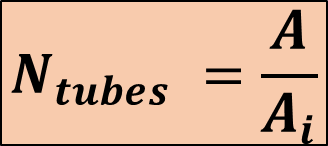 N_tubes = A / A_i